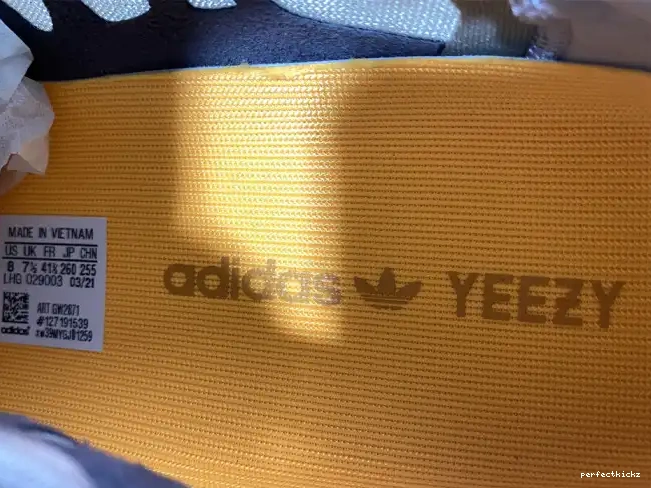 MADE IN VIETNAM
US UK FR JP CHN
8 7½ 41⅓ 260 255
LHG 029003 03/21
ART GW2871
#127191539
adidas
adidas YEEZY
perfectkickz